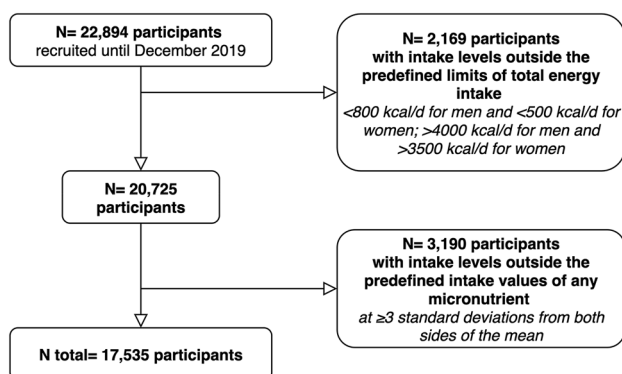 N= 22,894 participants
recruited until December 2019
N= 2,169 participants
with intake levels outside the
predefined limits of total energy
intake
<800 kcal/d for men and <500 kcal/d for
women; >4000 kcal/d for men and
>3500 kcal/d for women
N= 20,725
participants
N= 3,190 participants
with intake levels outside the
predefined intake values of any
micronutrient
at ≥3 standard deviations from both
sides of the mean
N total= 17,535 participants